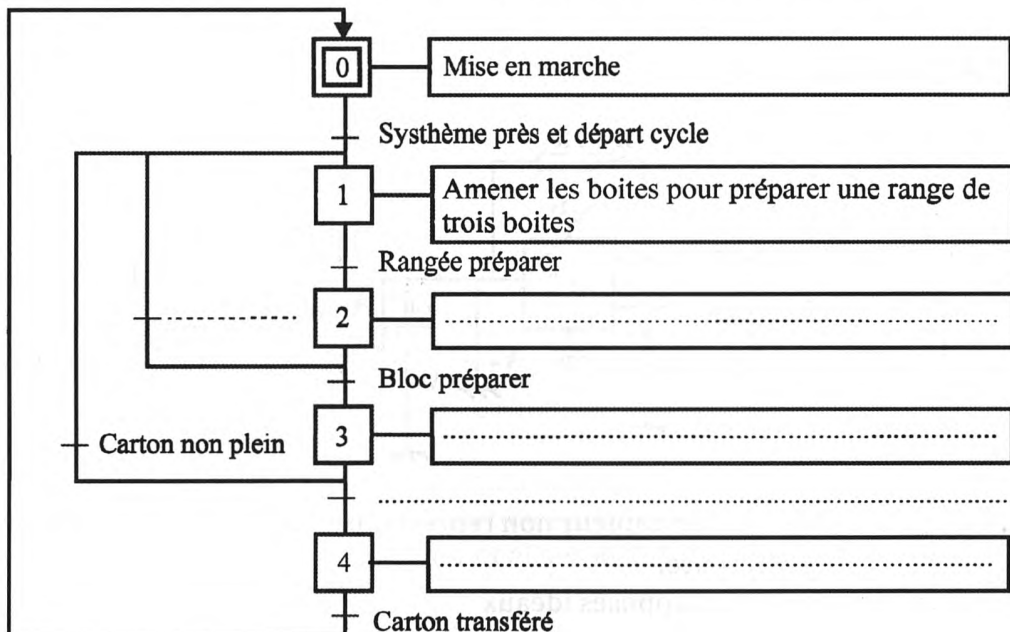 0
Mise en marche
Systhème près et départ cycle
1
Amener les boites pour préparer une range de
trois boites
Rangée préparer
2
Bloc préparer
Carton non plein
3
4
Carton transféré